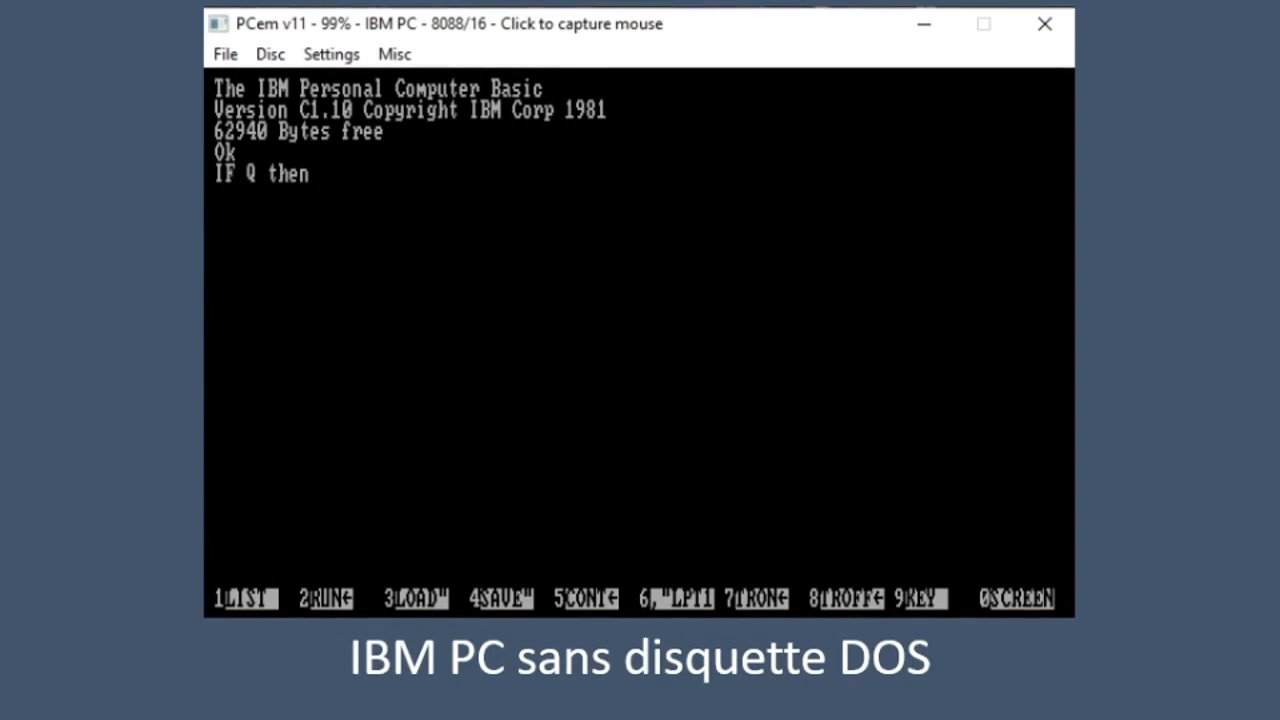 PCem v11 - 99% - IBM PC - 8088/16 - Click to capture mouse
File Disc Settings Misc
The IBM Personal Computer Basic
Version C1.10 Copyright IBM Corp 1981
62940 Bytes free
Ok
IF Q then
1LIST 2RUN← 3LOAD" 4SAVE" 5CONT← 6,"LPT1 7TRON← 8TROFF← 9KEY 0SCREEN
IBM PC sans disquette DOS